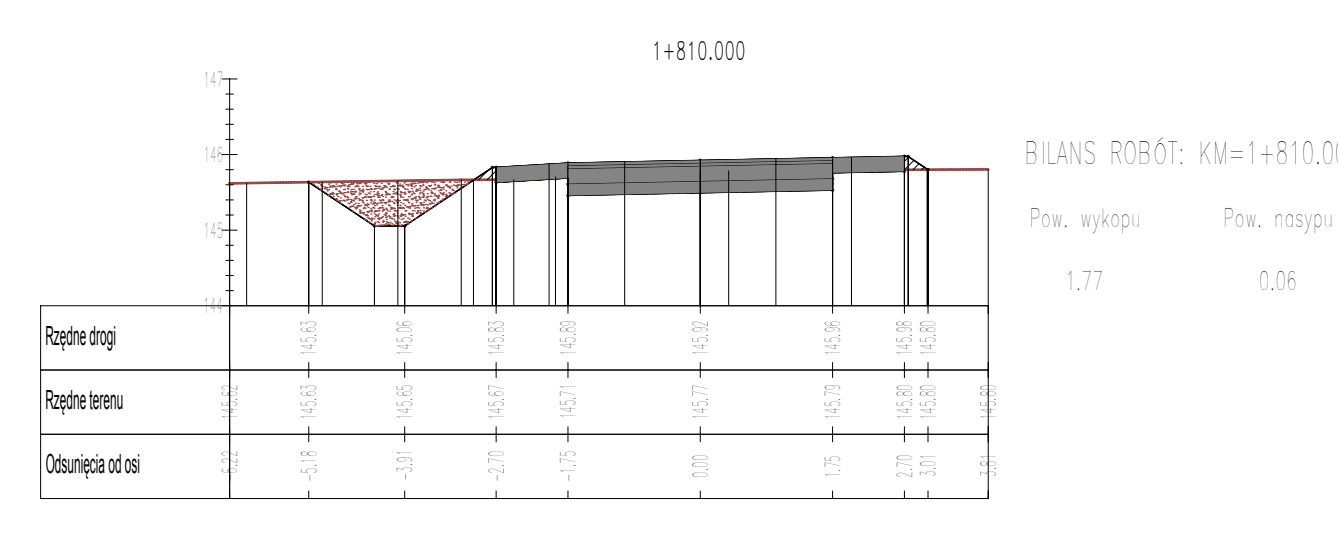 1+810.000
147
146
145
144
BILANS ROBÓT: KM=1+810.00
Pow. wykopu Pow. nasypu
1.77 0.06
Rzędne drogi 145.63 145.06 145.83 145.89 145.92 145.96 145.98 145.80
Rzędne terenu 145.62 145.63 145.65 145.67 145.71 145.77 145.79 145.80 145.80 145.80
Odsunięcia od osi -6.22 -5.18 -3.91 -2.70 -1.75 0.00 1.75 2.70 3.01 3.81